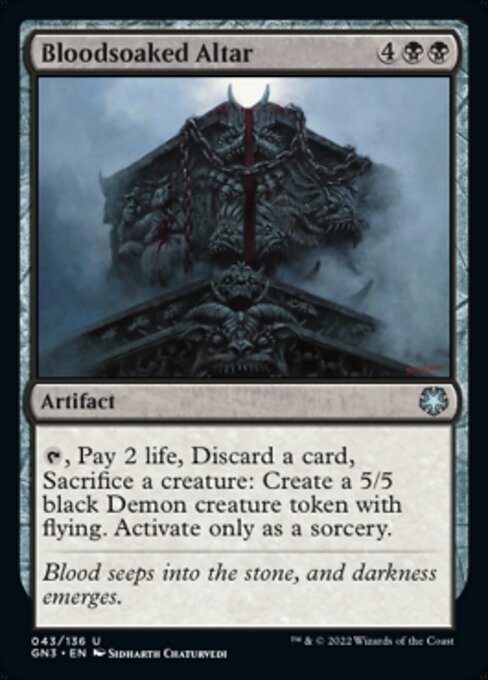 Bloodsoaked Altar 4
Artifact
, Pay 2 life, Discard a card,
Sacrifice a creature: Create a 5/5
black Demon creature token with
flying. Activate only as a sorcery.
Blood seeps into the stone, and darkness
emerges.
043/136 U
GN3 • EN Sidharth Chaturvedi
™ & © 2022 Wizards of the Coast